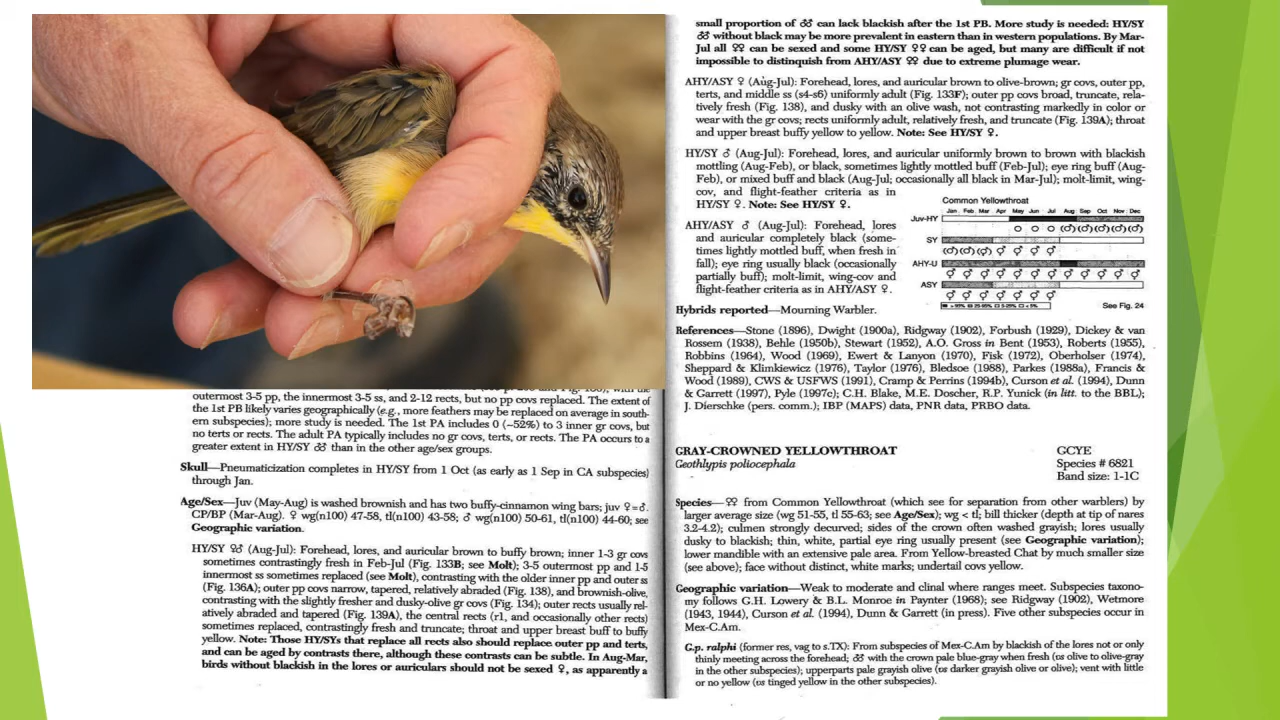 outermost 3-5 pp, the innermost 3-5 ss, and 2-12 rects, but no pp covs replaced. The extent of
the 1st PB likely varies geographically (e.g., more feathers may be replaced on average in south-
ern subspecies); more study is needed. The 1st PA includes 0 (~52%) to 3 inner gr covs, but
no terts or rects. The adult PA typically includes no gr covs, terts, or rects. The PA occurs to a
greater extent in HY/SY ♂♂ than in the other age/sex groups.
Skull—Pneumaticization completes in HY/SY from 1 Oct (as early as 1 Sep in CA subspecies)
through Jan.
Age/Sex—Juv (May-Aug) is washed brownish and has two buffy-cinnamon wing bars; juv ♀=♂.
CP/BP (Mar-Aug). ♀ wg(n100) 47-58, tl(n100) 43-58; ♂ wg(n100) 50-61, tl(n100) 44-60; see
Geographic variation.
HY/SY ♀♂ (Aug-Jul): Forehead, lores, and auricular brown to buffy brown; inner 1-3 gr covs
sometimes contrastingly fresh in Feb-Jul (Fig. 133B; see Molt); 3-5 outermost pp and 1-5
innermost ss sometimes replaced (see Molt), contrasting with the older inner pp and outer ss
(Fig. 136A); outer pp covs narrow, tapered, relatively abraded (Fig. 138), and brownish-olive,
contrasting with the slightly fresher and dusky-olive gr covs (Fig. 134); outer rects usually rel-
atively abraded and tapered (Fig. 139A), the central rects (r1, and occasionally other rects)
sometimes replaced, contrastingly fresh and truncate; throat and upper breast buff to buffy
yellow. Note: Those HY/SYs that replace all rects also should replace outer pp and terts,
and can be aged by contrasts there, although these contrasts can be subtle. In Aug-Mar,
birds without blackish in the lores or auriculars should not be sexed ♀, as apparently a
small proportion of ♂♂ can lack blackish after the 1st PB. More study is needed: HY/SY
♂♂ without black may be more prevalent in eastern than in western populations. By Mar-
Jul all ♀♀ can be sexed and some HY/SY ♀♀ can be aged, but many are difficult if not
impossible to distinquish from AHY/ASY ♀♀ due to extreme plumage wear.
AHY/ASY ♀ (Aug-Jul): Forehead, lores, and auricular brown to olive-brown; gr covs, outer pp,
terts, and middle ss (s4-s6) uniformly adult (Fig. 133F); outer pp covs broad, truncate, rela-
tively fresh (Fig. 138), and dusky with an olive wash, not contrasting markedly in color or
wear with the gr covs; rects uniformly adult, relatively fresh, and truncate (Fig. 139A); throat
and upper breast buffy yellow to yellow. Note: See HY/SY ♀.
HY/SY ♂ (Aug-Jul): Forehead, lores, and auricular uniformly brown to brown with blackish
mottling (Aug-Feb), or black, sometimes lightly mottled buff (Feb-Jul); eye ring buff (Aug-
Feb), or mixed buff and black (Aug-Jul; occasionally all black in Mar-Jul); molt-limit, wing-
cov, and flight-feather criteria as in
HY/SY ♀. Note: See HY/SY ♀.
AHY/ASY ♂ (Aug-Jul): Forehead, lores
and auricular completely black (some-
times lightly mottled buff, when fresh in
fall); eye ring usually black (occasionally
partially buff); molt-limit, wing-cov and
flight-feather criteria as in AHY/ASY ♀.
Common Yellowthroat
Jan Feb Mar Apr May Jun Jul Aug Sep Oct Nov Dec
Juv-HY
SY
AHY-U
ASY
See Fig. 24
Hybrids reported—Mourning Warbler.
References—Stone (1896), Dwight (1900a), Ridgway (1902), Forbush (1929), Dickey & van
Rossem (1938), Behle (1950b), Stewart (1952), A.O. Gross in Bent (1953), Roberts (1955),
Robbins (1964), Wood (1969), Ewert & Lanyon (1970), Fisk (1972), Oberholser (1974),
Sheppard & Klimkiewicz (1976), Taylor (1976), Bledsoe (1988), Parkes (1988a), Francis &
Wood (1989), CWS & USFWS (1991), Cramp & Perrins (1994b), Curson et al. (1994), Dunn
& Garrett (1997), Pyle (1997c); C.H. Blake, M.E. Doscher, R.P. Yunick (in litt. to the BBL);
J. Dierschke (pers. comm.); IBP (MAPS) data, PNR data, PRBO data.
GRAY-CROWNED YELLOWTHROAT GCYE
Geothlypis poliocephala Species # 6821
Band size: 1-1C
Species—♀♀ from Common Yellowthroat (which see for separation from other warblers) by
larger average size (wg 51-55, tl 55-63; see Age/Sex); wg < tl; bill thicker (depth at tip of nares
3.2-4.2); culmen strongly decurved; sides of the crown often washed grayish; lores usually
dusky to blackish; thin, white, partial eye ring usually present (see Geographic variation);
lower mandible with an extensive pale area. From Yellow-breasted Chat by much smaller size
(see above); face without distinct, white marks; undertail covs yellow.
Geographic variation—Weak to moderate and clinal where ranges meet. Subspecies taxono-
my follows G.H. Lowery & B.L. Monroe in Paynter (1968); see Ridgway (1902), Wetmore
(1943, 1944), Curson et al. (1994), Dunn & Garrett (in press). Five other subspecies occur in
Mex-C.Am.
G.p. ralphi (former res, vag to s.TX): From subspecies of Mex-C.Am by blackish of the lores not or only
thinly meeting across the forehead; ♂♂ with the crown pale blue-gray when fresh (vs olive to olive-gray
in the other subspecies); upperparts pale grayish olive (vs darker grayish olive or olive); vent with little
or no yellow (vs tinged yellow in the other subspecies).